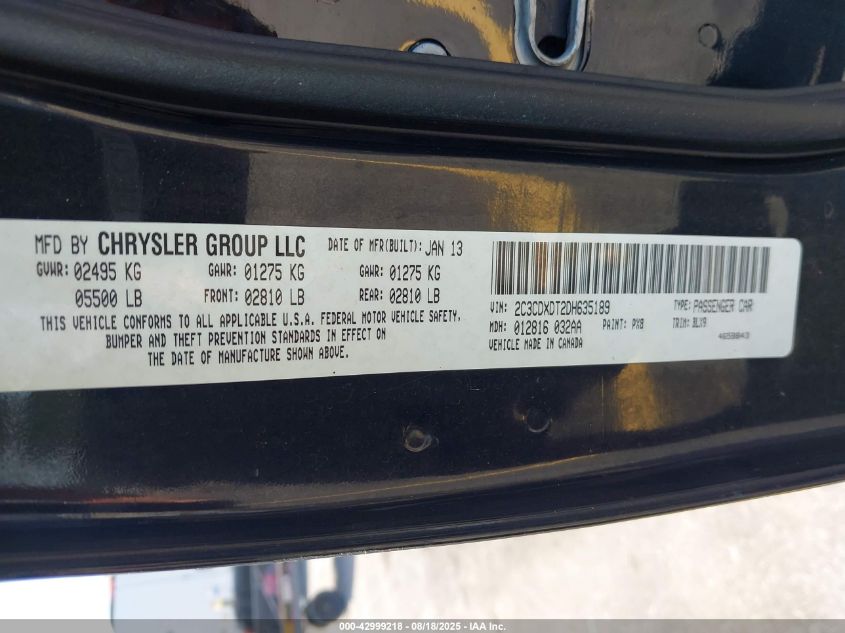 MFD BY CHRYSLER GROUP LLC DATE OF MFR(BUILT): JAN 13
GVWR: 02495 KG GAWR: 01275 KG GAWR: 01275 KG
05500 LB FRONT: 02810 LB REAR: 02810 LB
THIS VEHICLE CONFORMS TO ALL APPLICABLE U.S.A. FEDERAL MOTOR VEHICLE SAFETY,
BUMPER AND THEFT PREVENTION STANDARDS IN EFFECT ON
THE DATE OF MANUFACTURE SHOWN ABOVE.
VIN: 2C3CDXDT2DH635189 TYPE: PASSENGER CAR
MDH: 012816 032AA PAINT: PX8 TRIM: BLX9
VEHICLE MADE IN CANADA
000-42999218 - 08/18/2025 - IAA Inc.